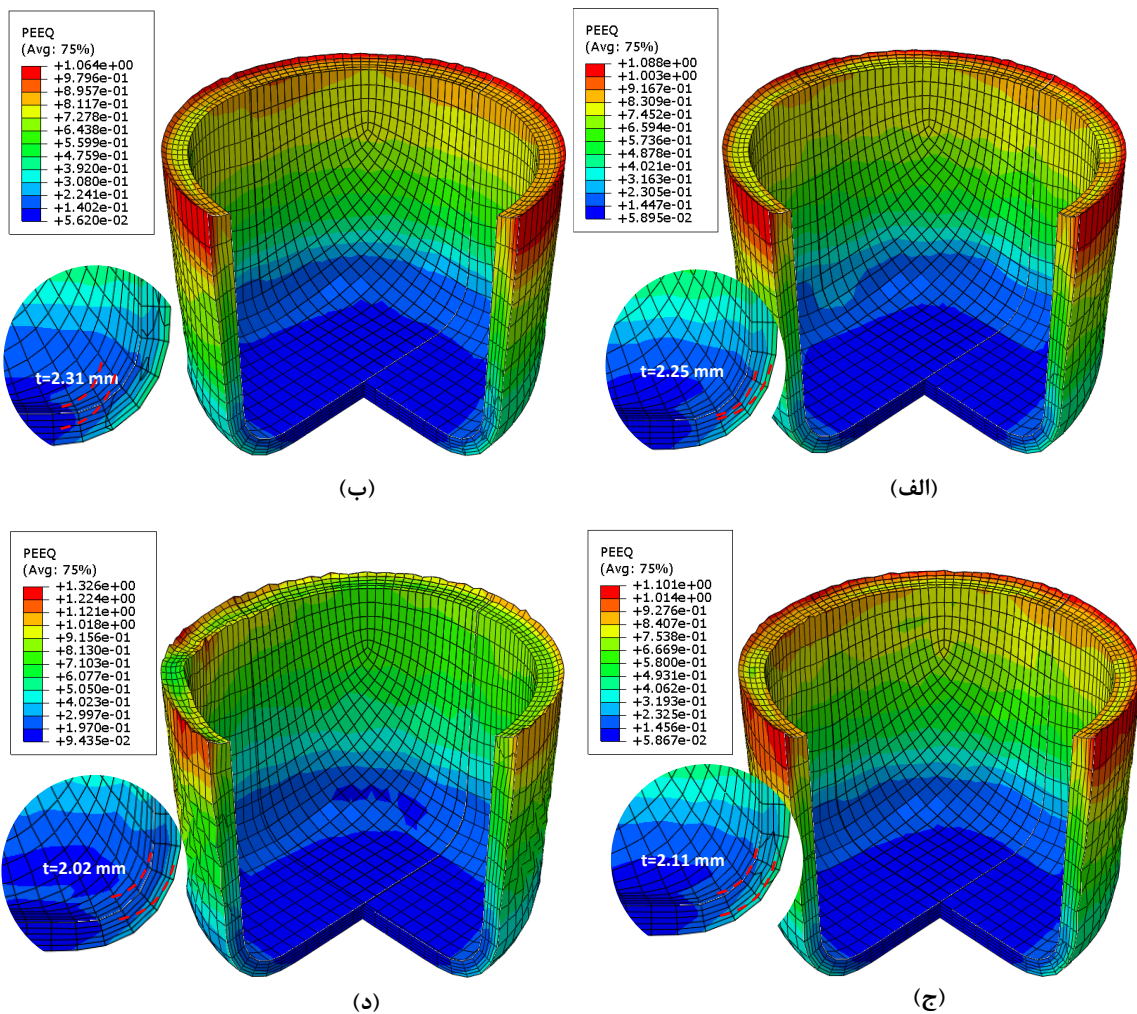 PEEQ
(Avg: 75%)
+1.088e+00
+1.003e+00
+9.167e-01
+8.309e-01
+7.452e-01
+6.594e-01
+5.736e-01
+4.878e-01
+4.021e-01
+3.163e-01
+2.305e-01
+1.447e-01
+5.895e-02
t=2.25 mm
(الف)
PEEQ
(Avg: 75%)
+1.064e+00
+9.796e-01
+8.957e-01
+8.117e-01
+7.278e-01
+6.438e-01
+5.599e-01
+4.759e-01
+3.920e-01
+3.080e-01
+2.241e-01
+1.402e-01
+5.620e-02
t=2.31 mm
(ب)
PEEQ
(Avg: 75%)
+1.101e+00
+1.014e+00
+9.276e-01
+8.407e-01
+7.538e-01
+6.669e-01
+5.800e-01
+4.931e-01
+4.062e-01
+3.193e-01
+2.325e-01
+1.456e-01
+5.867e-02
t=2.11 mm
(ج)
PEEQ
(Avg: 75%)
+1.326e+00
+1.224e+00
+1.121e+00
+1.018e+00
+9.156e-01
+8.130e-01
+7.103e-01
+6.077e-01
+5.050e-01
+4.023e-01
+2.997e-01
+1.970e-01
+9.435e-02
t=2.02 mm
(د)